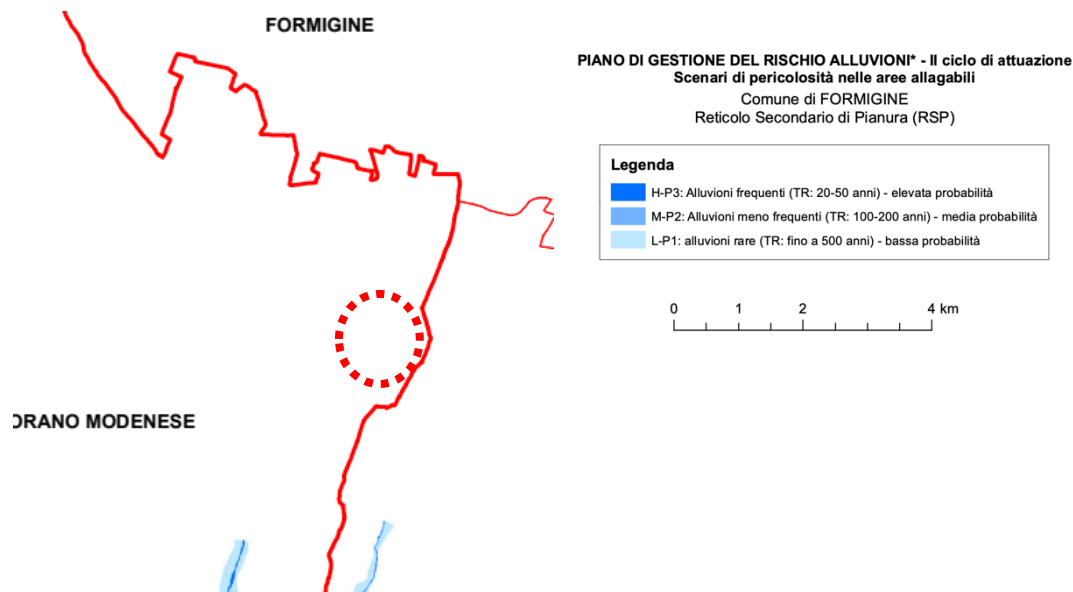 FORMIGINE
PIANO DI GESTIONE DEL RISCHIO ALLUVIONI* - II ciclo di attuazione
Scenari di pericolosità nelle aree allagabili
Comune di FORMIGINE
Reticolo Secondario di Pianura (RSP)
Legenda
H-P3: Alluvioni frequenti (TR: 20-50 anni) - elevata probabilità
M-P2: Alluvioni meno frequenti (TR: 100-200 anni) - media probabilità
L-P1: alluvioni rare (TR: fino a 500 anni) - bassa probabilità
0 1 2 4 km
ORANO MODENESE